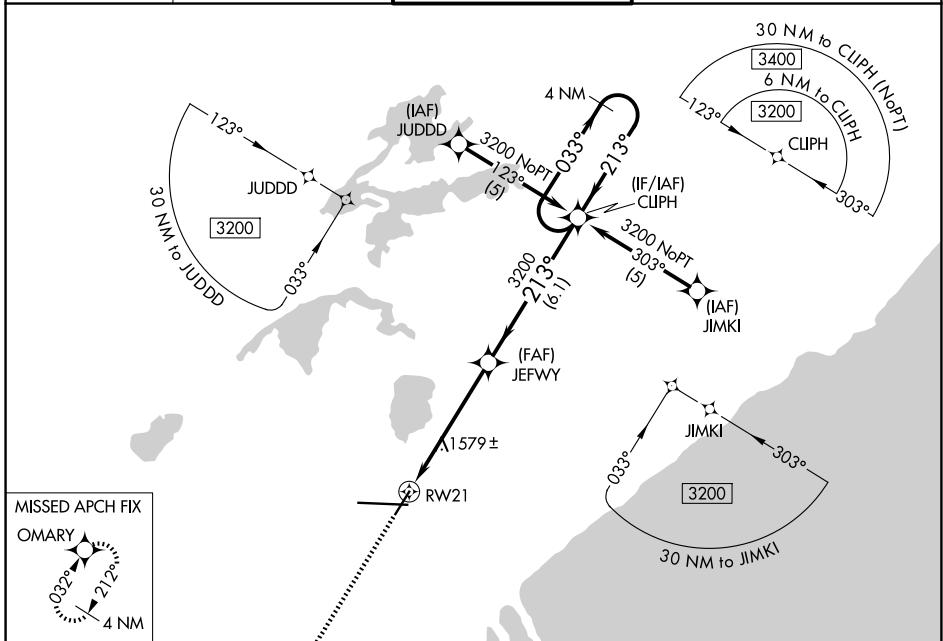 30 NM to CLIPH (NoPT)
3400
6 NM to CLIPH
3200
123°
CLIPH
303°
4 NM
033°
213°
(IAF)
JUDDD
3200 NoPT
123°
(5)
(IF/IAF)
CLIPH
3200 NoPT
303°
(5)
(IAF)
JIMKI
123°
JUDDD
3200
30 NM to JUDDD
033°
3200
213°
(6.1)
(FAF)
JEFWY
1579 ±
RW21
JIMKI
033°
303°
3200
30 NM to JIMKI
MISSED APCH FIX
OMARY
032°
212°
4 NM